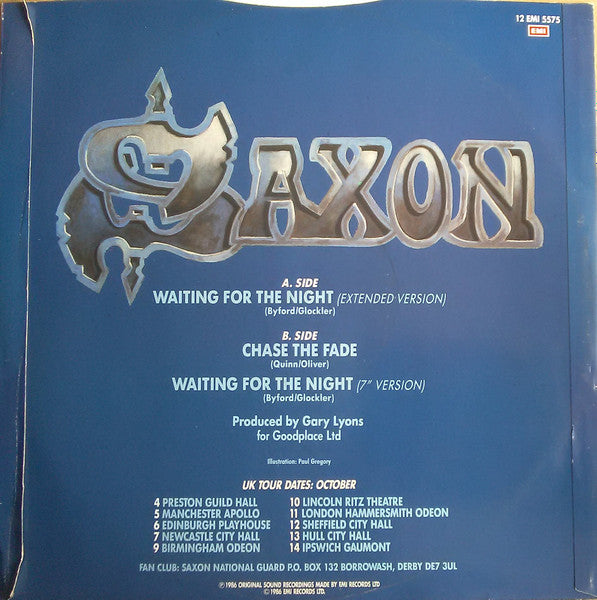 12 EMI 5575
EMI
SAXON
A. SIDE
WAITING FOR THE NIGHT (EXTENDED VERSION)
(Byford/Glockler)
B. SIDE
CHASE THE FADE
(Quinn/Oliver)
WAITING FOR THE NIGHT (7" VERSION)
(Byford/Glockler)
Produced by Gary Lyons
for Goodplace Ltd
Illustration: Paul Gregory
UK TOUR DATES: OCTOBER
4 PRESTON GUILD HALL
5 MANCHESTER APOLLO
6 EDINBURGH PLAYHOUSE
7 NEWCASTLE CITY HALL
9 BIRMINGHAM ODEON
10 LINCOLN RITZ THEATRE
11 LONDON HAMMERSMITH ODEON
12 SHEFFIELD CITY HALL
13 HULL CITY HALL
14 IPSWICH GAUMONT
FAN CLUB: SAXON NATIONAL GUARD P.O. BOX 132 BORROWASH, DERBY DE7 3UL
℗ 1986 ORIGINAL SOUND RECORDINGS MADE BY EMI RECORDS LTD
© 1986 EMI RECORDS LTD.